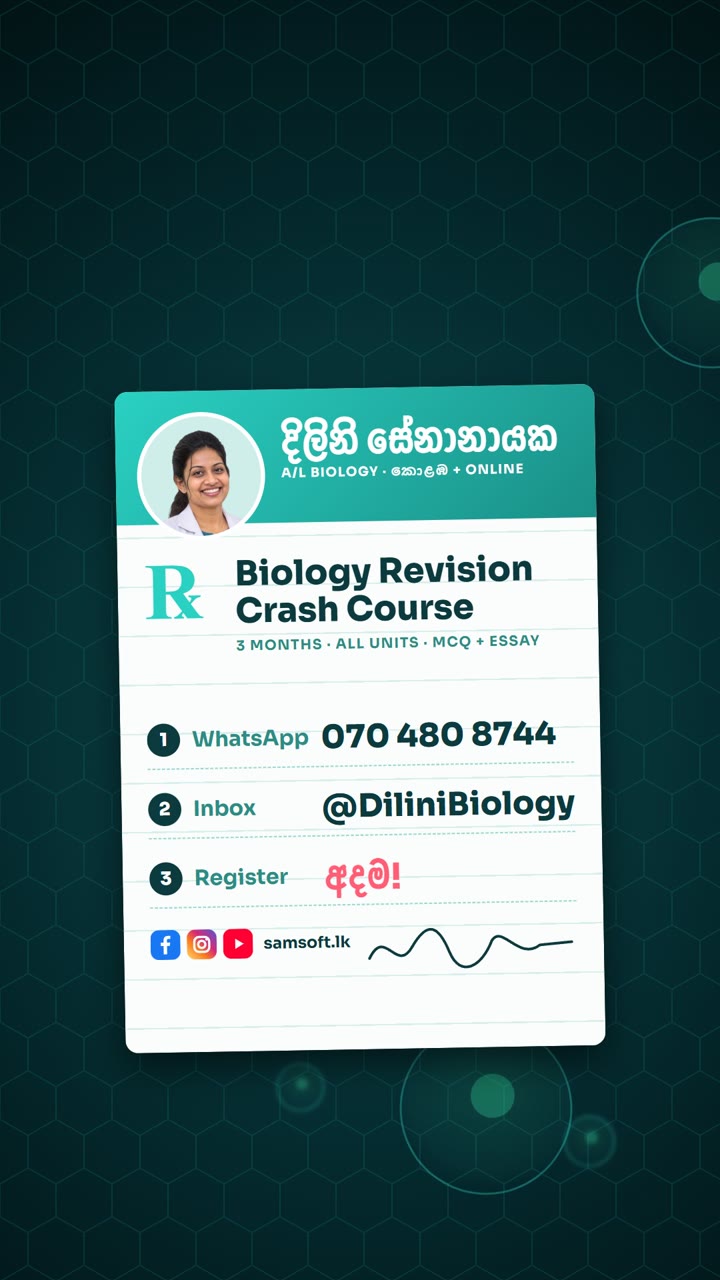 දිලිනි සේනානායක
A/L BIOLOGY · කොළඹ + ONLINE
Rx
Biology Revision
Crash Course
3 MONTHS · ALL UNITS · MCQ + ESSAY
1 WhatsApp 070 480 8744
2 Inbox @DiliniBiology
3 Register අදම!
samsoft.lk